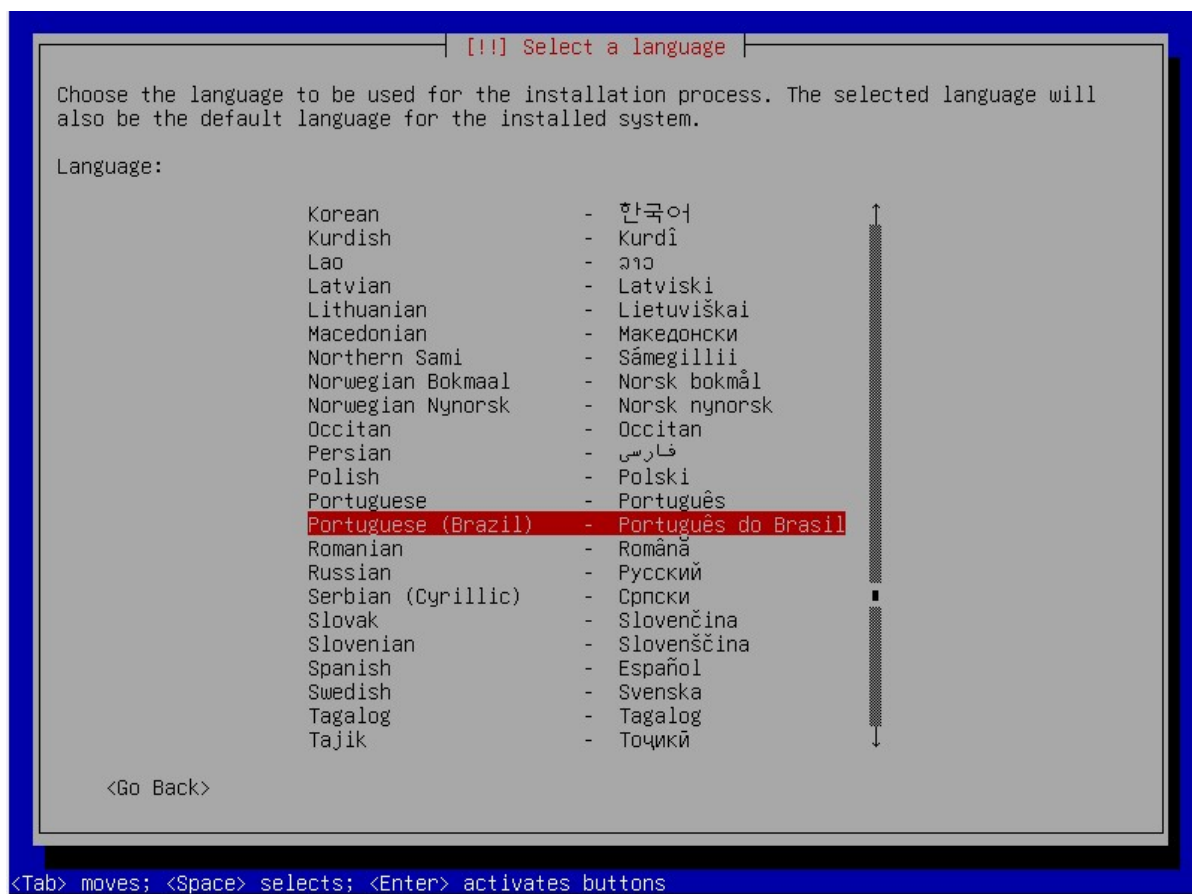 [!!] Select a language
Choose the language to be used for the installation process. The selected language will
also be the default language for the installed system.
Language:
Korean - 한국어
Kurdish - Kurdî
Lao - ລາວ
Latvian - Latviski
Lithuanian - Lietuviškai
Macedonian - Македонски
Northern Sami - Sámegillii
Norwegian Bokmaal - Norsk bokmål
Norwegian Nynorsk - Norsk nynorsk
Occitan - Occitan
Persian - فارسی
Polish - Polski
Portuguese - Português
Portuguese (Brazil) - Português do Brasil
Romanian - Română
Russian - Русский
Serbian (Cyrillic) - Српски
Slovak - Slovenčina
Slovenian - Slovenščina
Spanish - Español
Swedish - Svenska
Tagalog - Tagalog
Tajik - Тоҷикӣ
<Go Back>
<Tab> moves; <Space> selects; <Enter> activates buttons